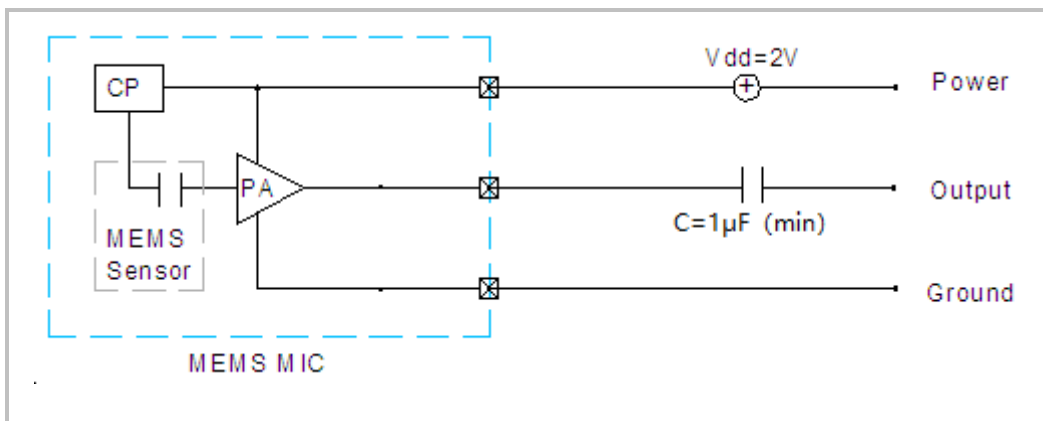 Vdd=2V
CP
Power
PA
Output
C=1μF (min)
MEMS
Sensor
Ground
MEMS MIC